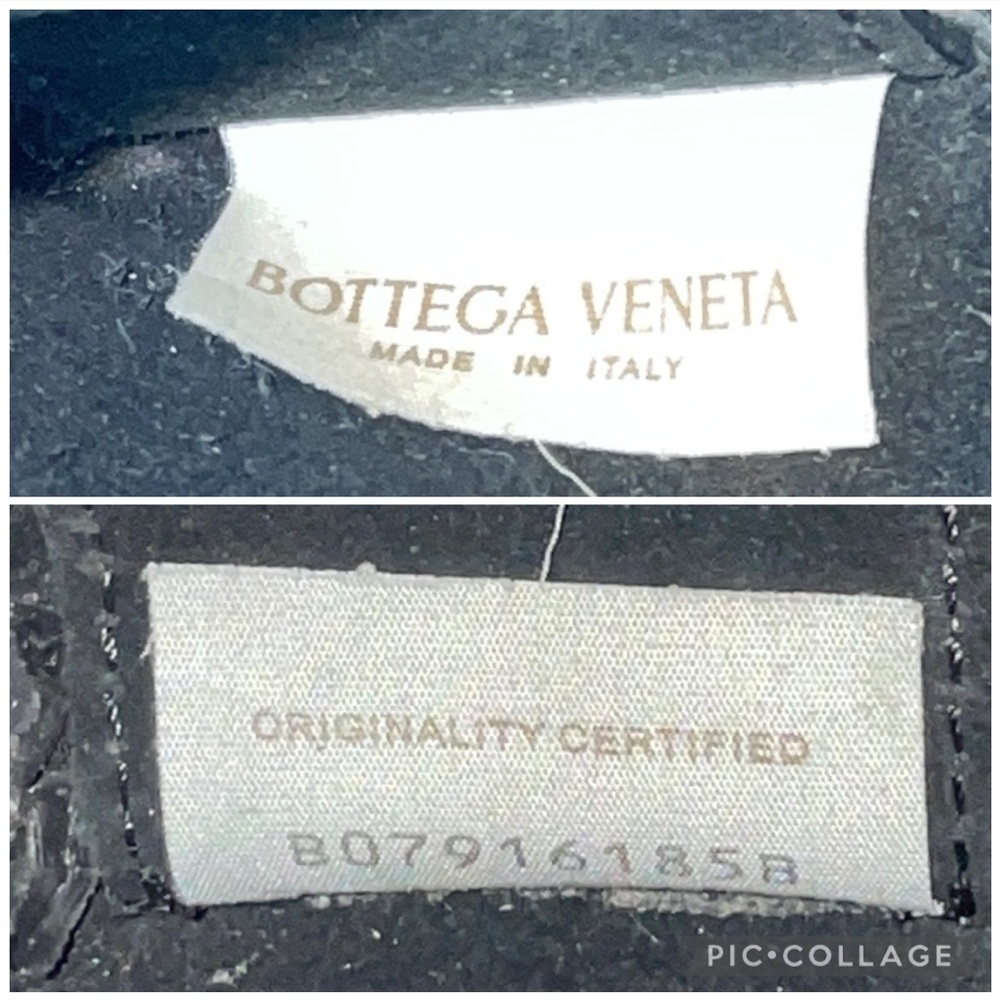 BOTTEGA VENETA
MADE IN ITALY
ORIGINALITY CERTIFIED
B07916185B
PIC•COLLAGE